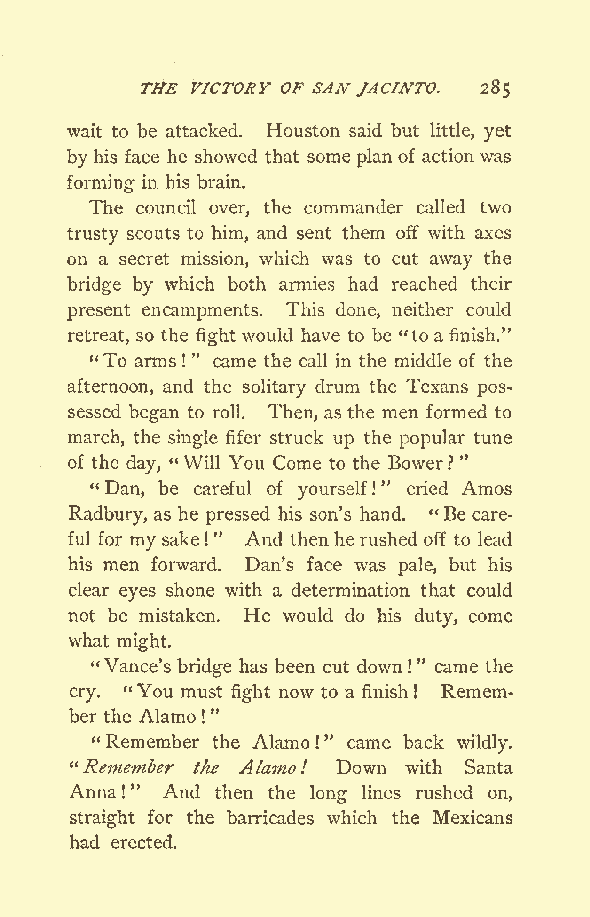 THE VICTORY OF SAN JACINTO. 285
wait to be attacked. Houston said but little, yet
by his face he showed that some plan of action was
forming in his brain.
The council over, the commander called two
trusty scouts to him, and sent them off with axes
on a secret mission, which was to cut away the
bridge by which both armies had reached their
present encampments. This done, neither could
retreat, so the fight would have to be “to a finish.”
“To arms!” came the call in the middle of the
afternoon, and the solitary drum the Texans pos-
sessed began to roll. Then, as the men formed to
march, the single fifer struck up the popular tune
of the day, “Will You Come to the Bower?”
“Dan, be careful of yourself!” cried Amos
Radbury, as he pressed his son’s hand. “Be care-
ful for my sake!” And then he rushed off to lead
his men forward. Dan’s face was pale, but his
clear eyes shone with a determination that could
not be mistaken. He would do his duty, come
what might.
“Vance’s bridge has been cut down!” came the
cry. “You must fight now to a finish! Remem-
ber the Alamo!”
“Remember the Alamo!” came back wildly.
“Remember the Alamo! Down with Santa
Anna!” And then the long lines rushed on,
straight for the barricades which the Mexicans
had erected.